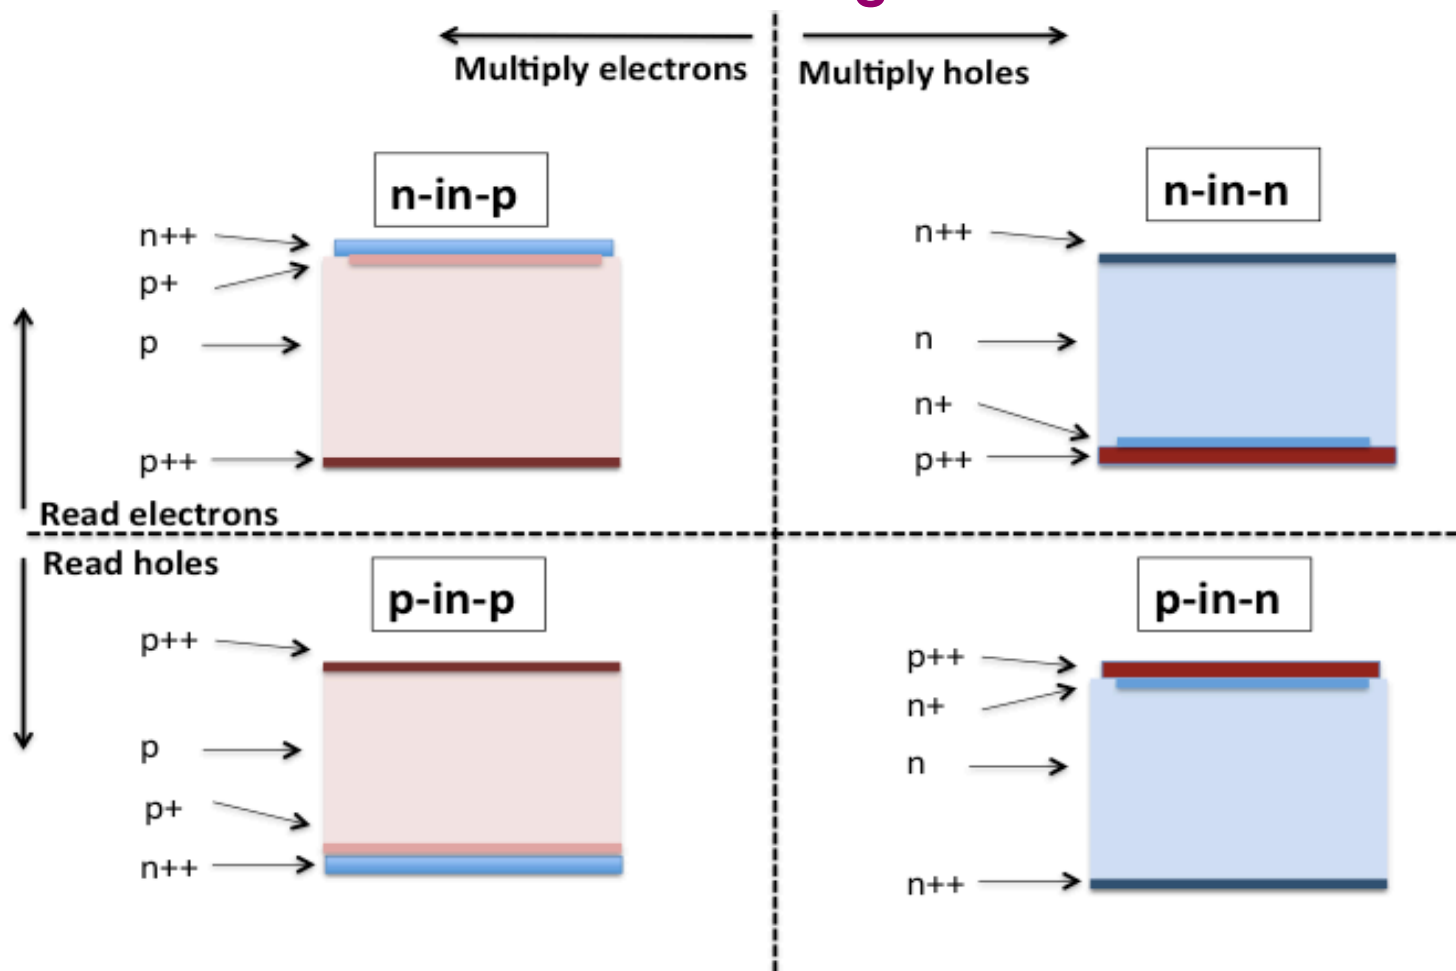 Multiply electrons
Multiply holes
n-in-p
n++
p+
p
p++
n-in-n
n++
n
n+
p++
Read electrons
Read holes
p-in-p
p++
p
p+
n++
p-in-n
p++
n+
n
n++